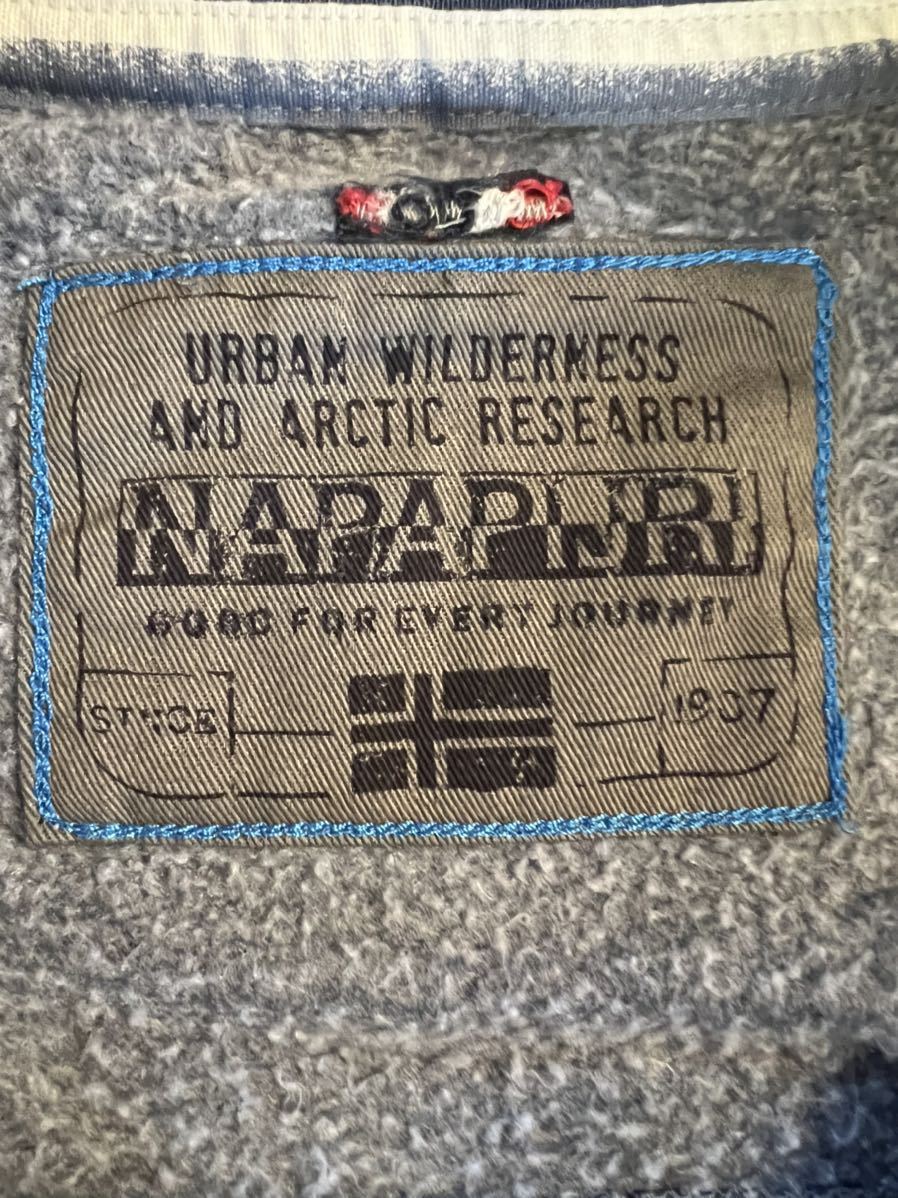 URBAN WILDERNESS
AND ARCTIC RESEARCH
NAPAPIJRI
GOOD FOR EVERY JOURNEY
SINCE
1987